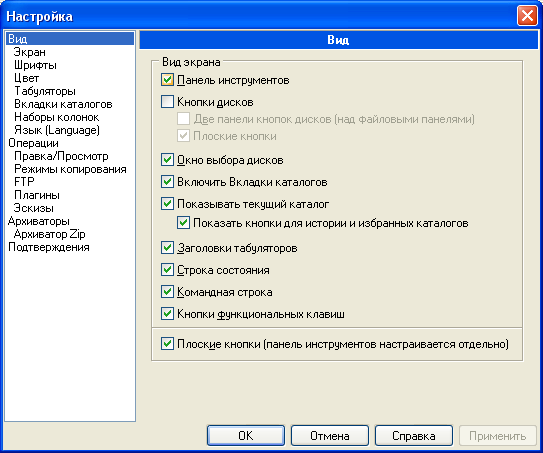 Настройка
Вид
Экран
Шрифты
Цвет
Табуляторы
Вкладки каталогов
Наборы колонок
Язык (Language)
Операции
Правка/Просмотр
Режимы копирования
FTP
Плагины
Эскизы
Архиваторы
Архиватор Zip
Подтверждения
Вид
Вид экрана
Панель инструментов
Кнопки дисков
Две панели кнопок дисков (над файловыми панелями)
Плоские кнопки
Окно выбора дисков
Включить Вкладки каталогов
Показывать текущий каталог
Показать кнопки для истории и избранных каталогов
Заголовки табуляторов
Строка состояния
Командная строка
Кнопки функциональных клавиш
Плоские кнопки (панель инструментов настраивается отдельно)
OK
Отмена
Справка
Применить